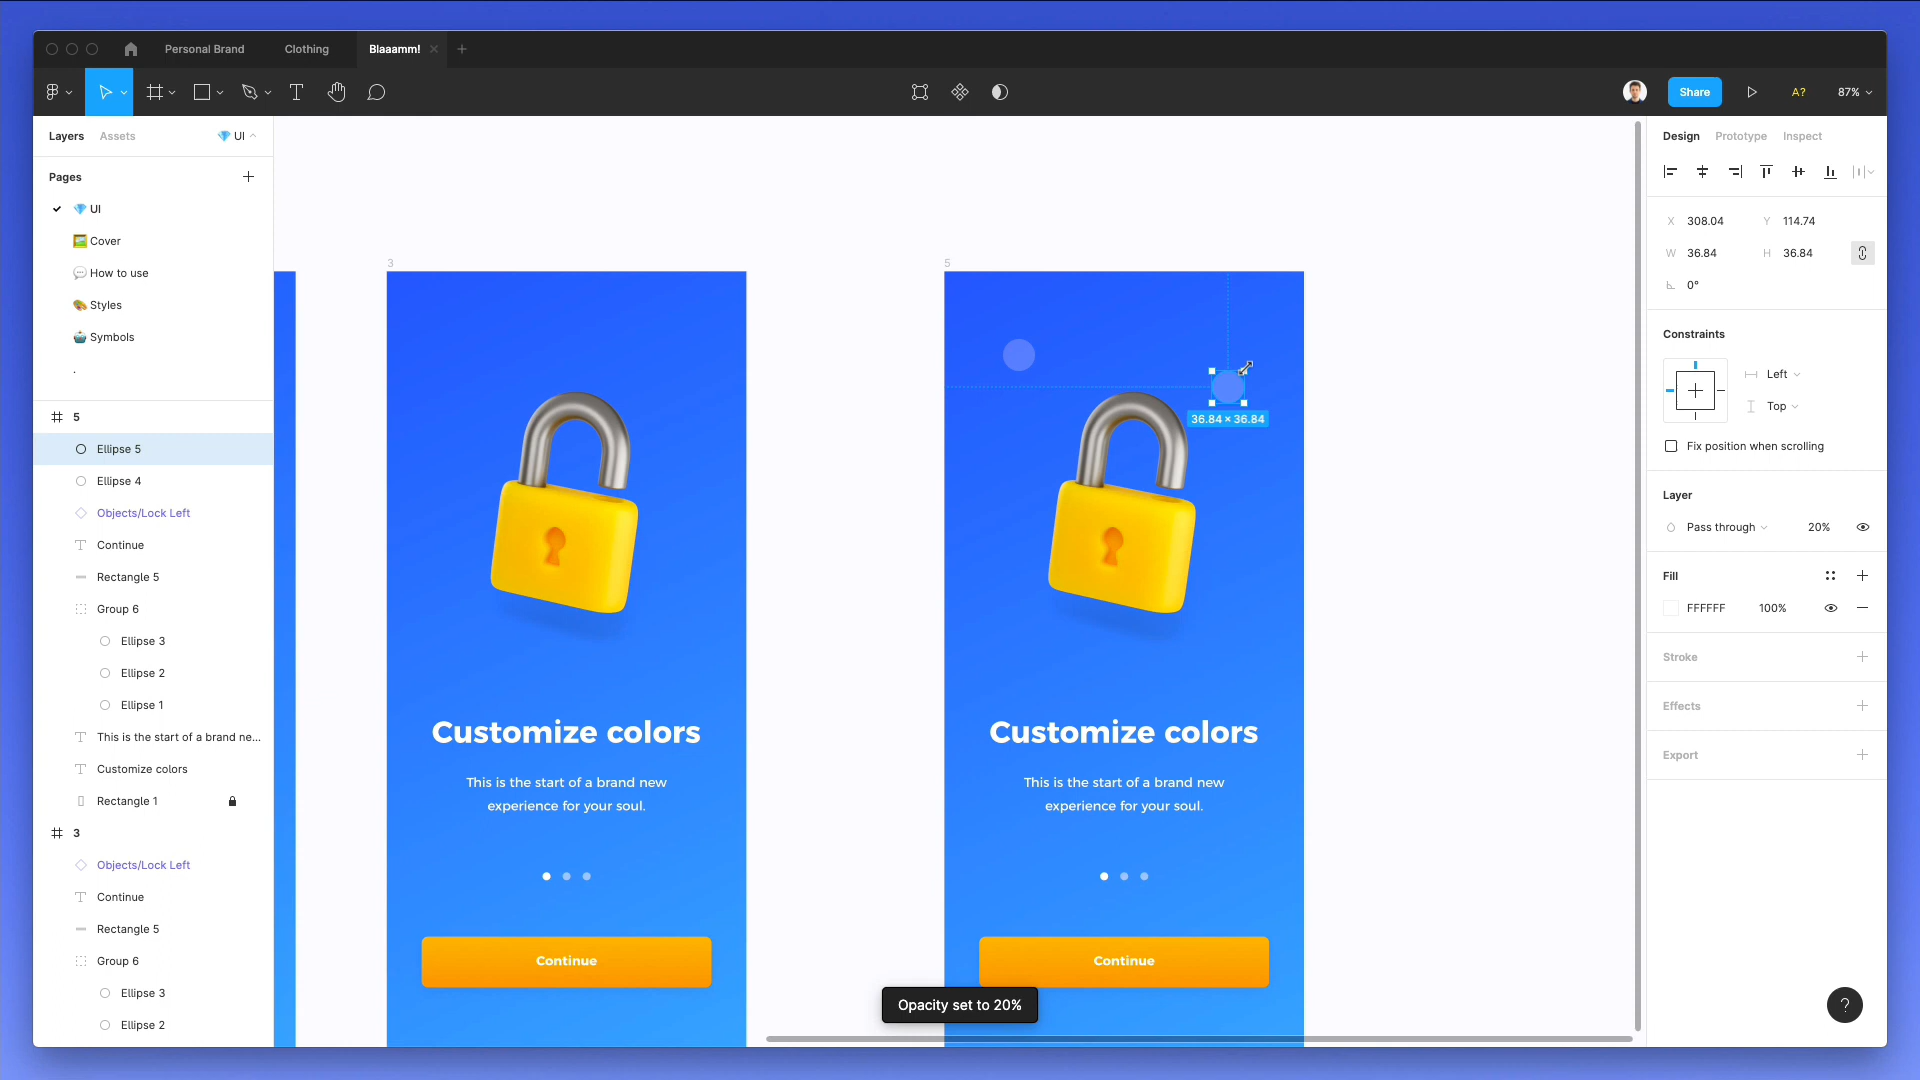 Personal Brand
Clothing
Blaaamm!
Share
A?
87%
Layers
Assets
UI
Pages
UI
Cover
How to use
Styles
Symbols
.
5
Ellipse 5
Ellipse 4
Objects/Lock Left
Continue
Rectangle 5
Group 6
Ellipse 3
Ellipse 2
Ellipse 1
This is the start of a brand ne...
Customize colors
Rectangle 1
3
Objects/Lock Left
Continue
Rectangle 5
Group 6
Ellipse 3
Ellipse 2
3
Customize colors
This is the start of a brand new
experience for your soul.
Continue
5
36.84 × 36.84
Customize colors
This is the start of a brand new
experience for your soul.
Continue
Opacity set to 20%
Design
Prototype
Inspect
X 308.04 Y 114.74
W 36.84 H 36.84
0°
Constraints
Left
Top
Fix position when scrolling
Layer
Pass through 20%
Fill
FFFFFF 100%
Stroke
Effects
Export
?